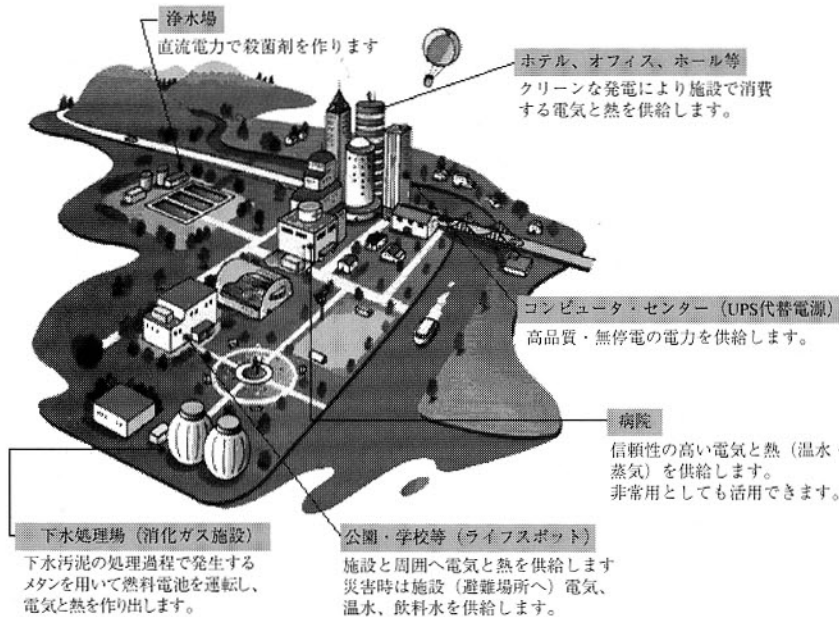 浄水場
直流電力で殺菌剤を作ります
ホテル、オフィス、ホール等
クリーンな発電により施設で消費
する電気と熱を供給します。
コンピュータ・センター（UPS代替電源）
高品質・無停電の電力を供給します。
病院
信頼性の高い電気と熱（温水・
蒸気）を供給します。
非常用としても活用できます。
下水処理場（消化ガス施設）
下水汚泥の処理過程で発生する
メタンを用いて燃料電池を運転し、
電気と熱を作り出します。
公園・学校等（ライフスポット）
施設と周囲へ電気と熱を供給します
災害時は施設（避難場所へ）電気、
温水、飲料水を供給します。